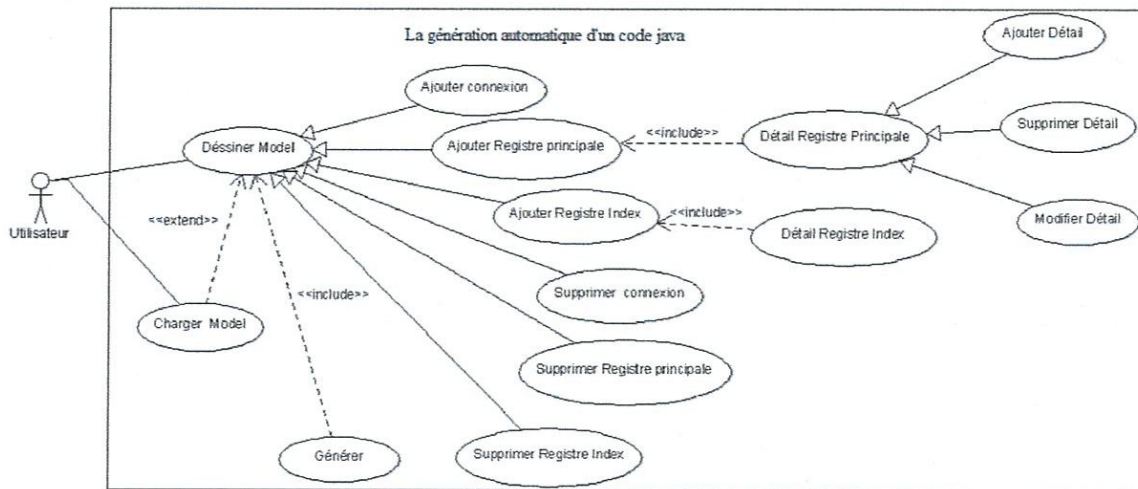 La génération automatique d'un code java
Ajouter Détail
Ajouter connexion
Supprimer Détail
Déssiner Model
Ajouter Registre principale
<<include>>
Détail Registre Principale
Utilisateur
<<extend>>
Ajouter Registre Index
<<include>>
Détail Registre Index
Modifier Détail
Supprimer connexion
<<include>>
Charger Model
Supprimer Registre principale
Générer
Supprimer Registre Index